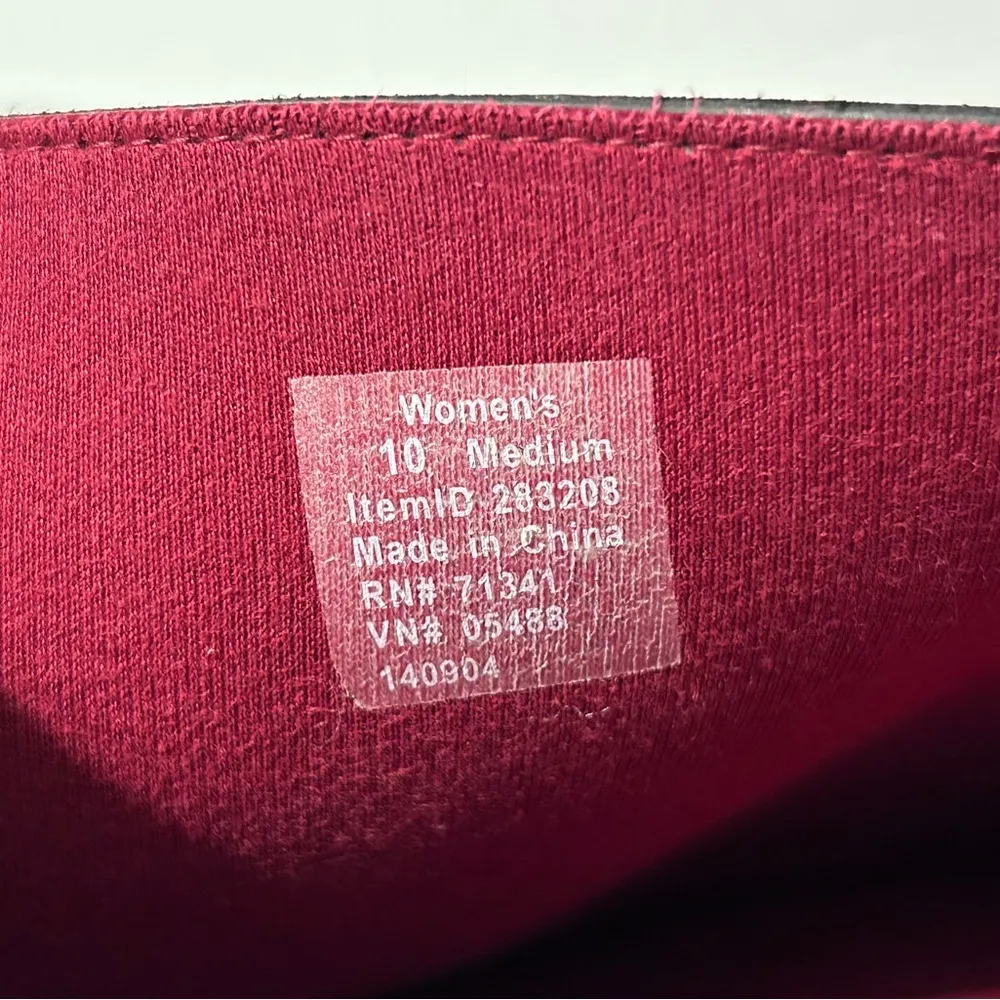 Women's
10 Medium
ItemID 283208
Made in China
RN# 71341
VN# 05488
140904